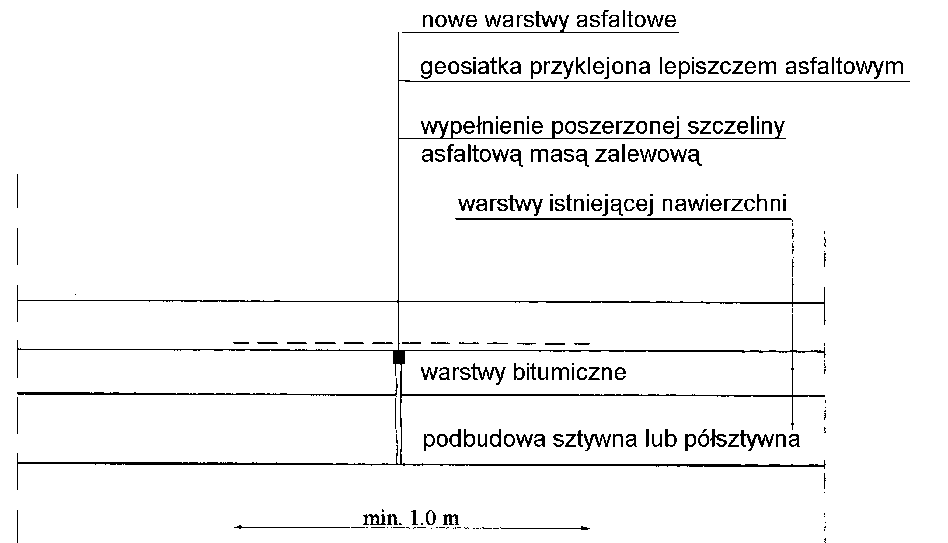 nowe warstwy asfaltowe
geosiatka przyklejona lepiszczem asfaltowym
wypełnienie poszerzonej szczeliny
asfaltową masą zalewową
warstwy istniejącej nawierzchni
warstwy bitumiczne
podbudowa sztywna lub półsztywna
min. 1.0 m